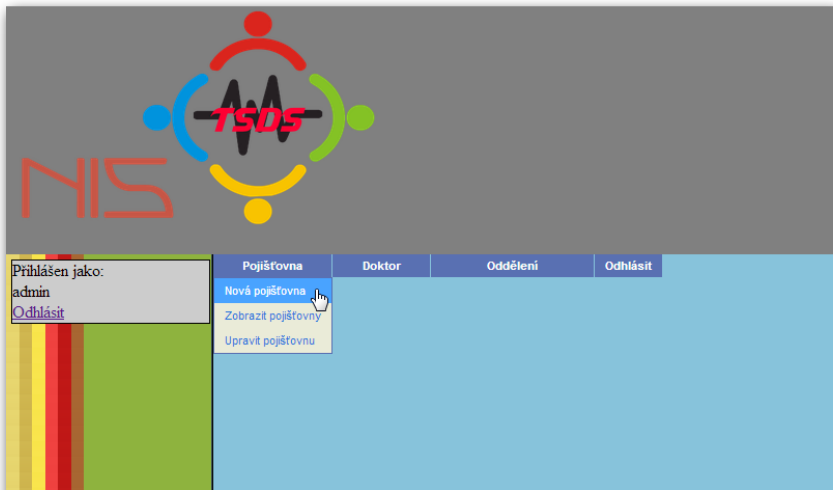 TSDS
NIS
Přihlášen jako:
admin
Odhlásit
Pojišťovna Doktor Oddělení Odhlásit
Nová pojišťovna
Zobrazit pojišťovny
Upravit pojišťovnu